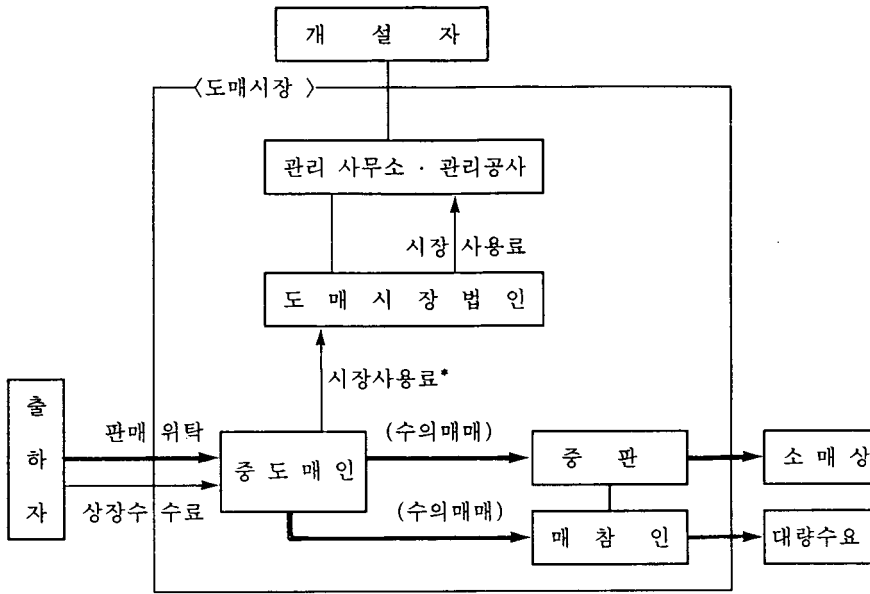 개 설 자
〈도매시장 〉
관리 사무소 · 관리공사
시장 사용료
도 매 시 장 법 인
시장사용료*
출
하
자
판매 위탁
상장수 수료
중 도 매 인
(수의매매)
(수의매매)
중 판
매 참 인
소 매 상
대량수요